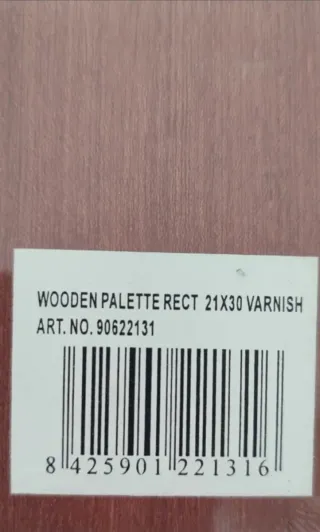 WOODEN PALETTE RECT 21X30 VARNISH
ART. NO. 90622131
8 425901 221316